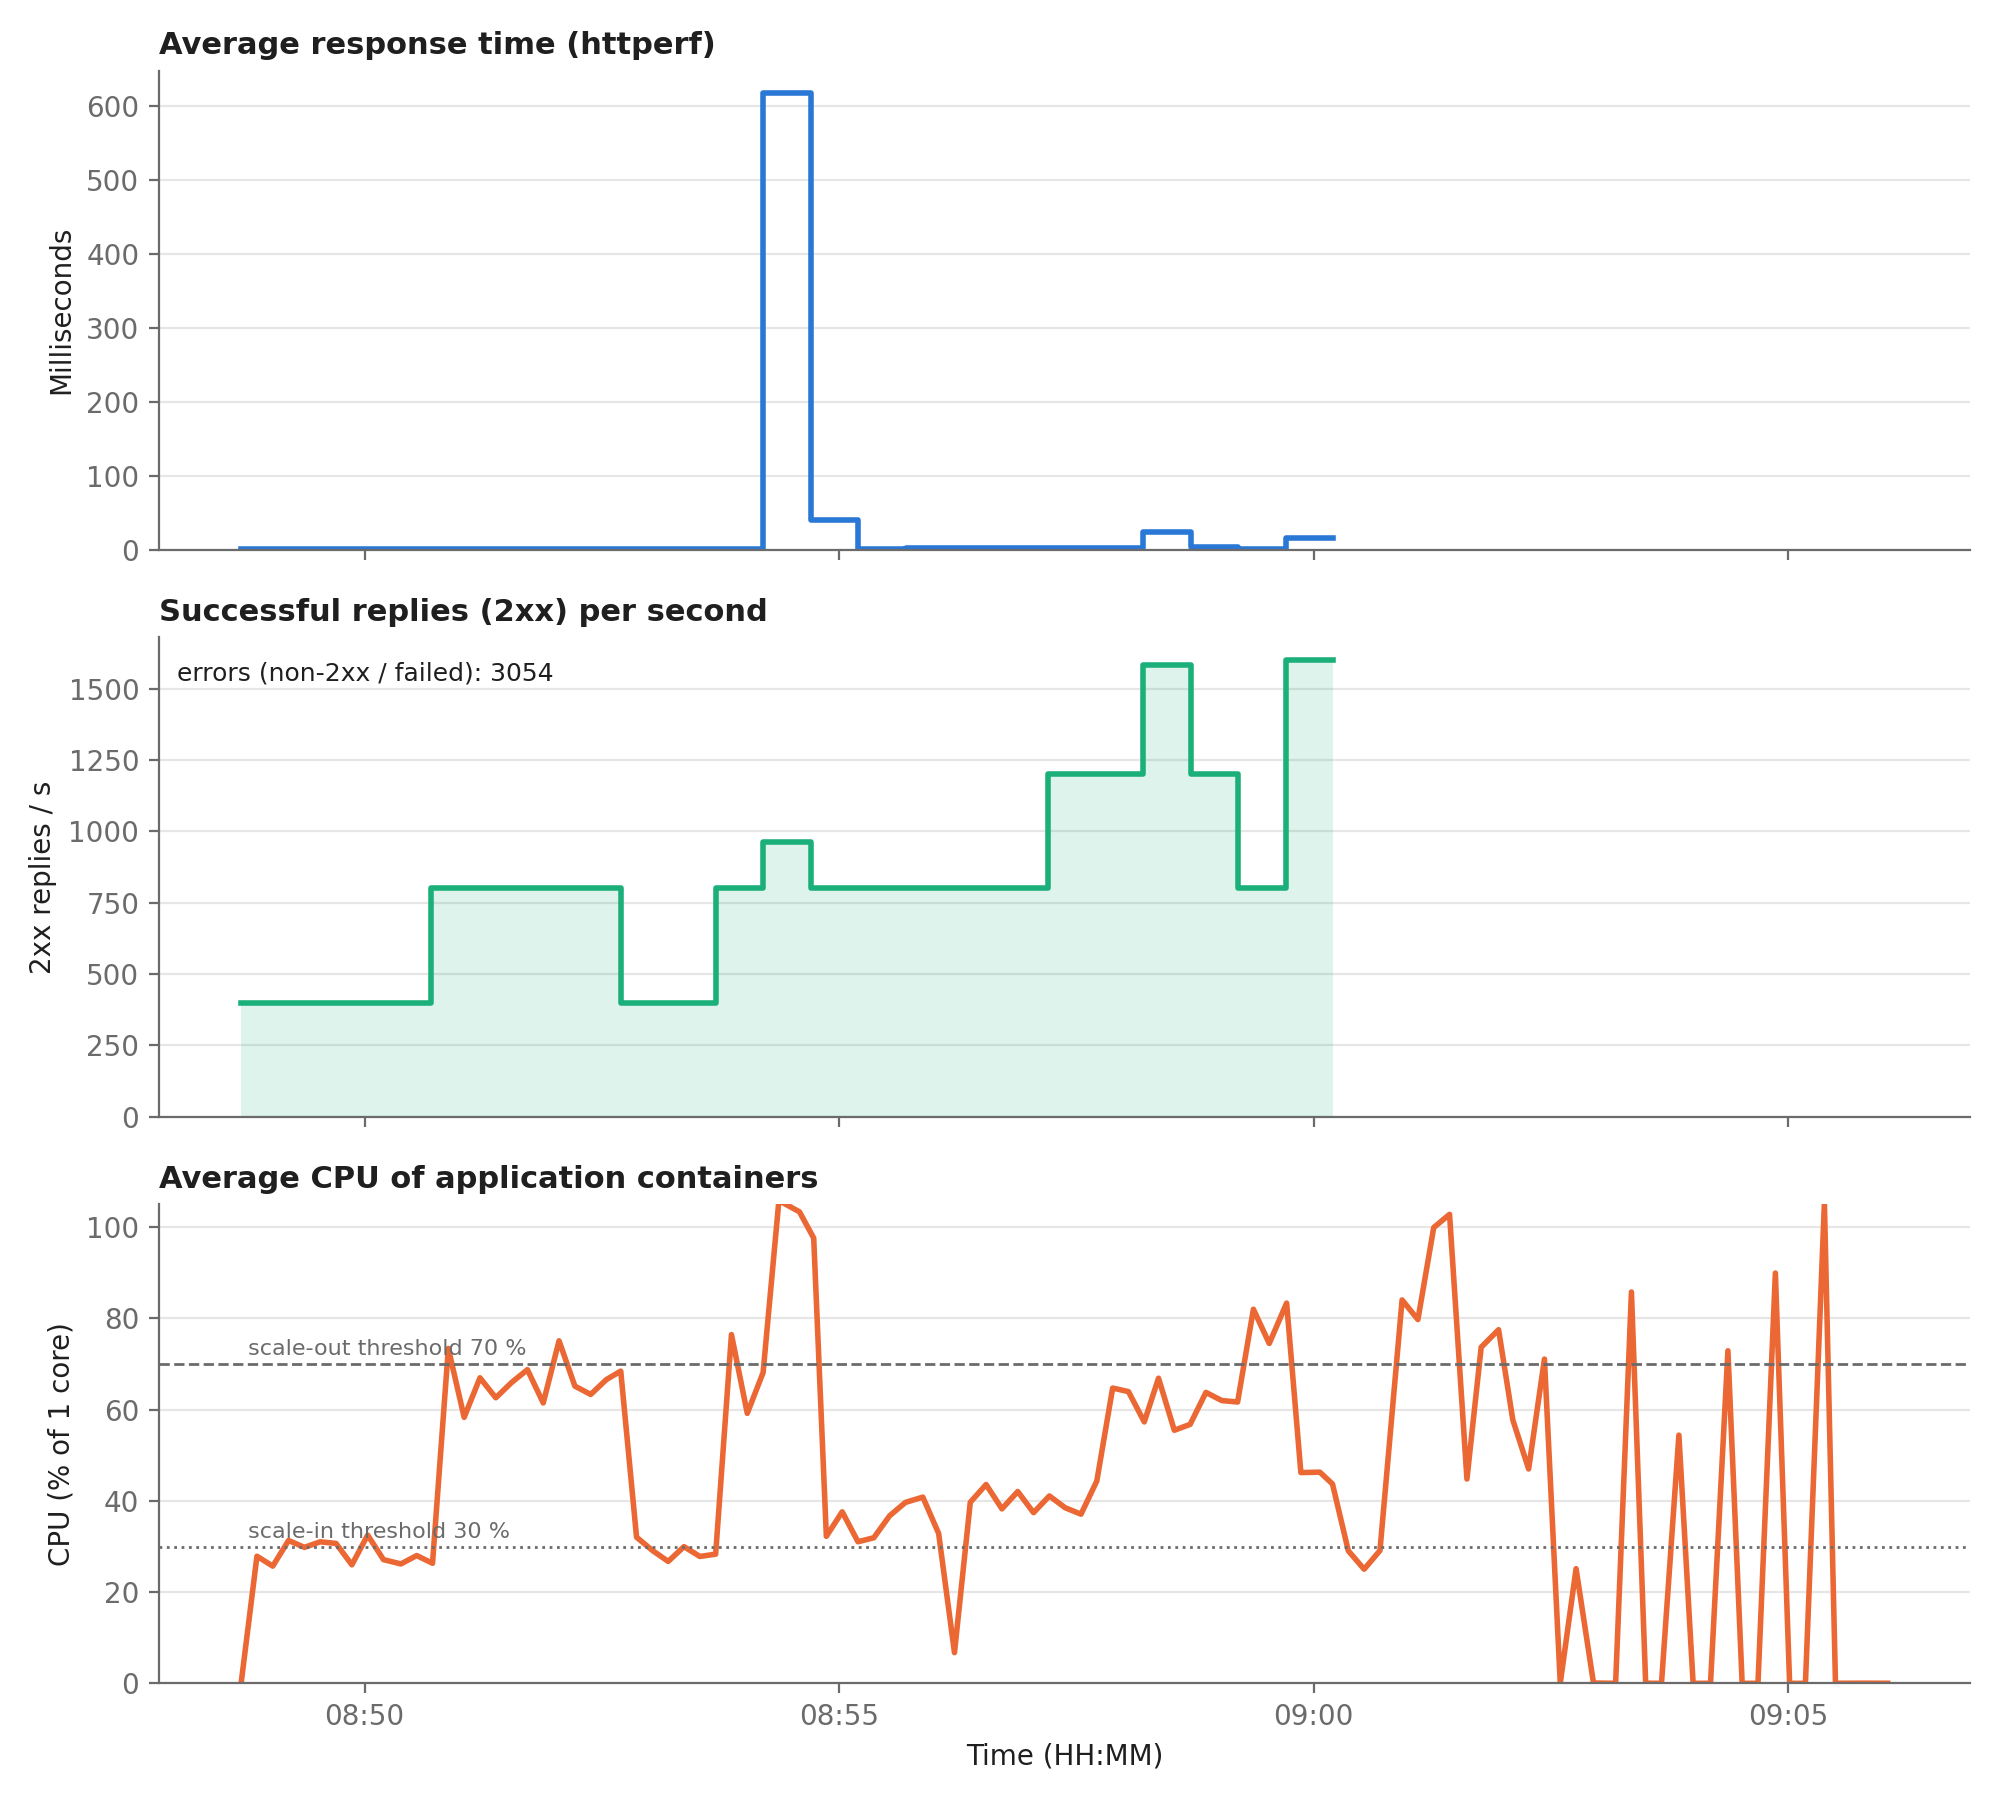 Average response time (httperf)
600
500
400
300
200
100
0
Milliseconds
Successful replies (2xx) per second
errors (non-2xx / failed): 3054
1500
1250
1000
750
500
250
0
2xx replies / s
Average CPU of application containers
100
80
60
40
20
0
CPU (% of 1 core)
scale-out threshold 70 %
scale-in threshold 30 %
08:50
08:55
09:00
09:05
Time (HH:MM)